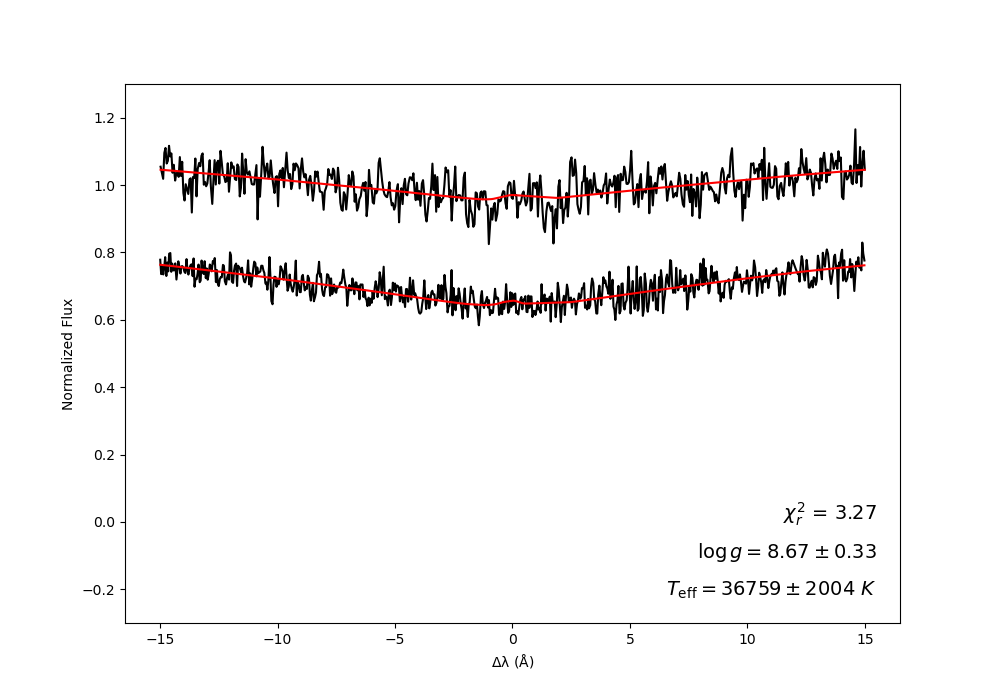 1.2
1.0
0.8
0.6
0.4
0.2
0.0
−0.2
Normalized Flux
χ²ᵣ = 3.27
log g = 8.67 ± 0.33
T_eff = 36759 ± 2004 K
−15 −10 −5 0 5 10 15
Δλ (Å)